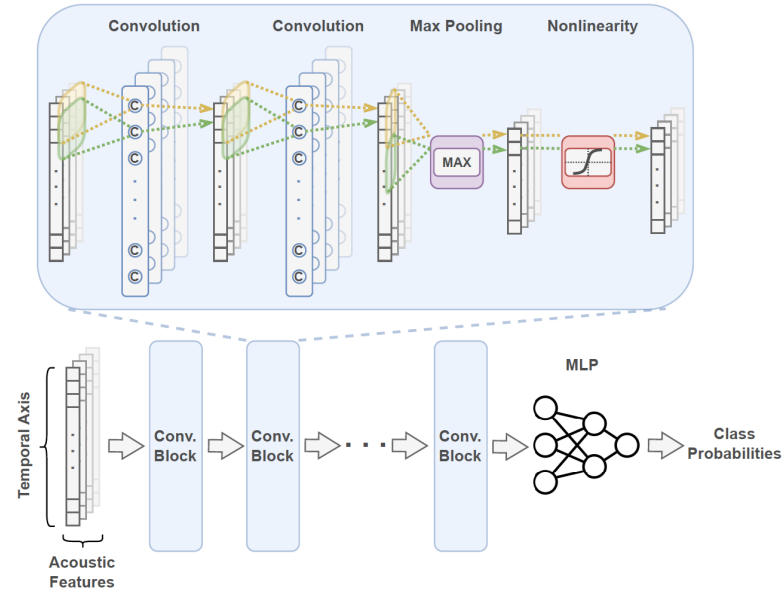 Convolution
Convolution
Max Pooling
Nonlinearity
C
C
C
C
C
C
C
C
C
C
MAX
MLP
Temporal Axis
Conv.
Block
Conv.
Block
Conv.
Block
Class
Probabilities
Acoustic
Features